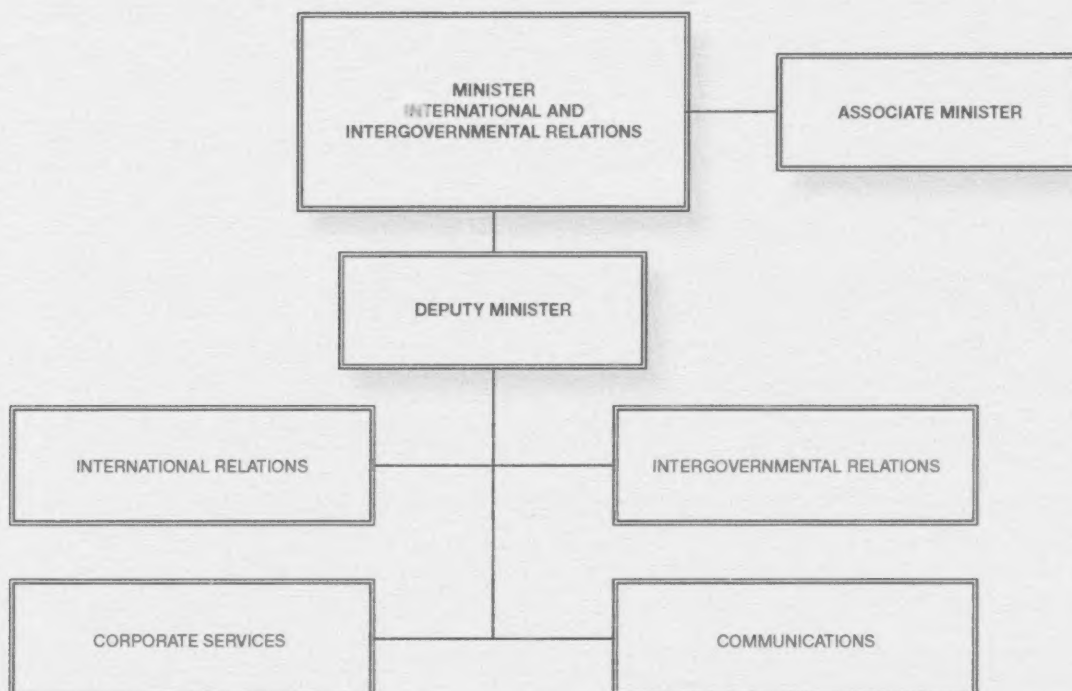 MINISTER
INTERNATIONAL AND
INTERGOVERNMENTAL RELATIONS
ASSOCIATE MINISTER
DEPUTY MINISTER
INTERNATIONAL RELATIONS
INTERGOVERNMENTAL RELATIONS
CORPORATE SERVICES
COMMUNICATIONS